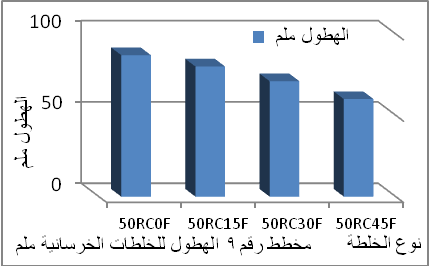 100
50
0
الهطول ملم
الهطول ملم
50RC0F 50RC15F 50RC30F 50RC45F
نوع الخلطة
مخطط رقم ٩ الهطول للخلطات الخرسانية ملم